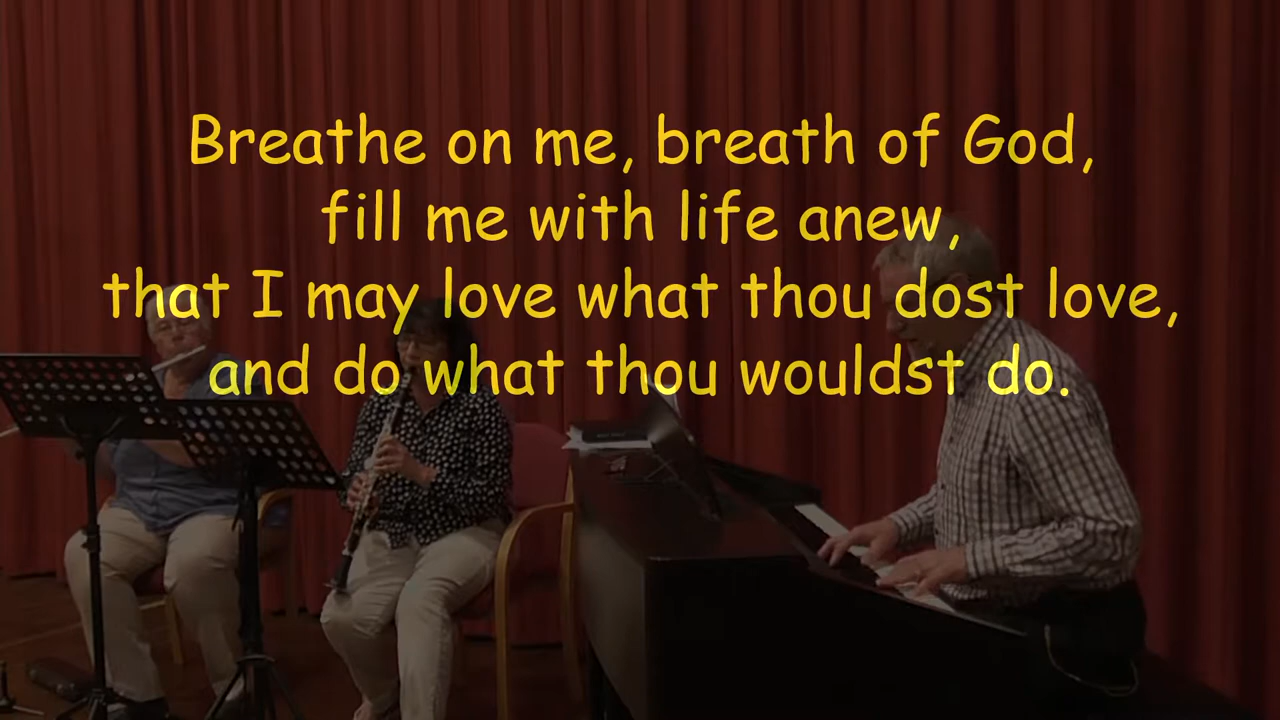 Breathe on me, breath of God,
fill me with life anew,
that I may love what thou dost love,
and do what thou wouldst do.